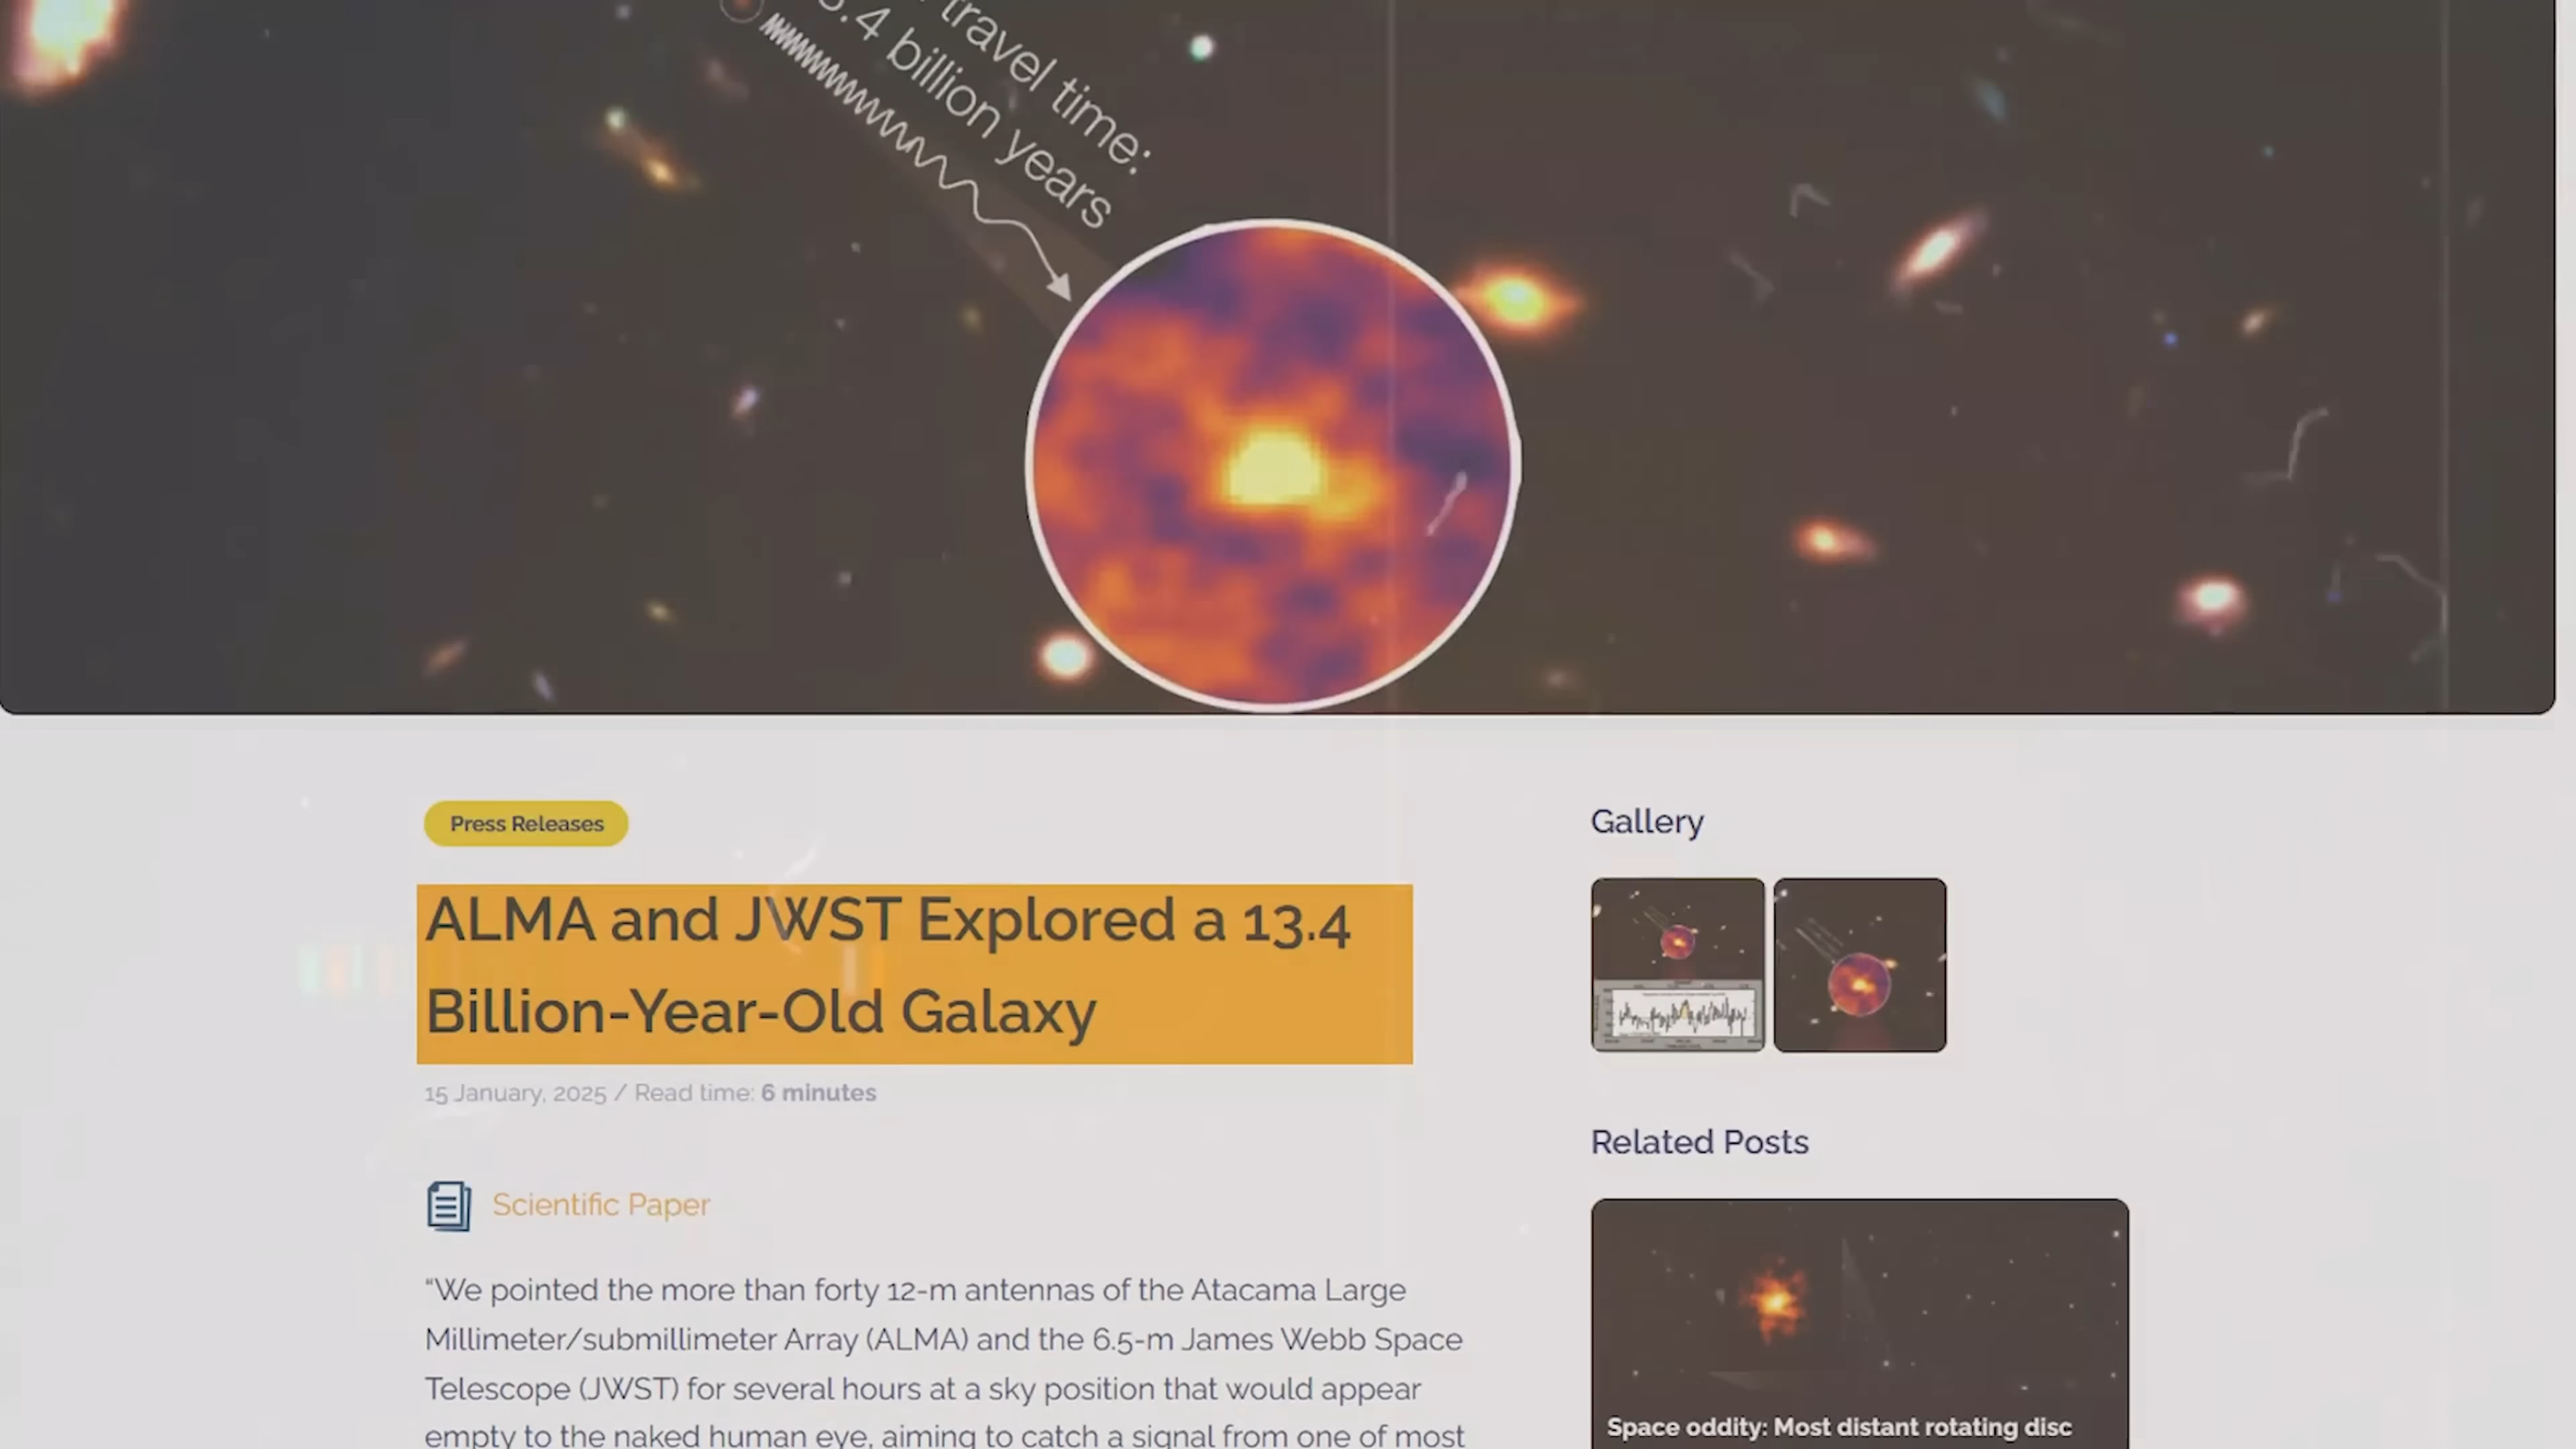 travel time:
3.4 billion years
Press Releases
ALMA and JWST Explored a 13.4
Billion-Year-Old Galaxy
15 January, 2025 / Read time: 6 minutes
Scientific Paper
“We pointed the more than forty 12-m antennas of the Atacama Large
Millimeter/submillimeter Array (ALMA) and the 6.5-m James Webb Space
Telescope (JWST) for several hours at a sky position that would appear
empty to the naked human eye, aiming to catch a signal from one of most
Gallery
Related Posts
Space oddity: Most distant rotating disc